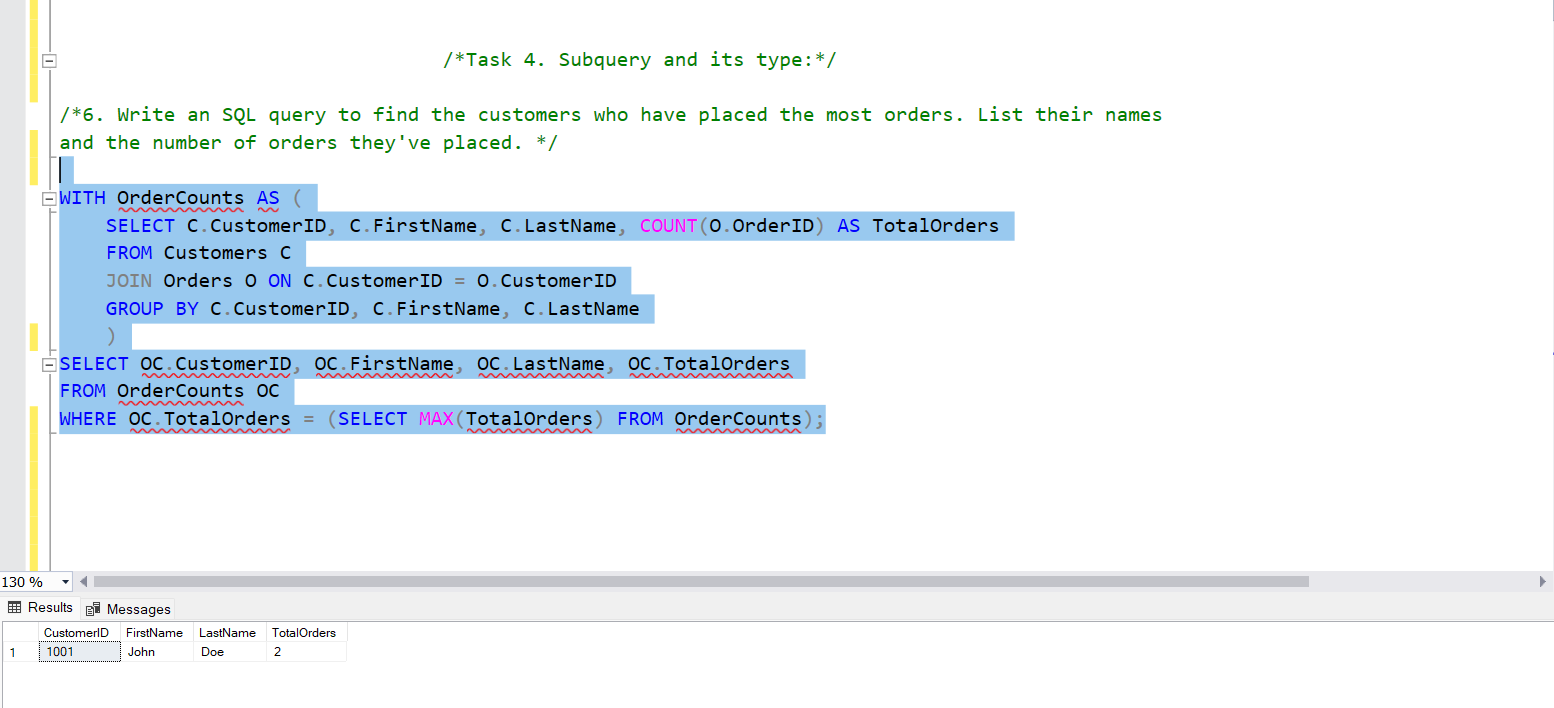 /*Task 4. Subquery and its type:*/
/*6. Write an SQL query to find the customers who have placed the most orders. List their names
and the number of orders they've placed. */
WITH OrderCounts AS (
SELECT C.CustomerID, C.FirstName, C.LastName, COUNT(O.OrderID) AS TotalOrders
FROM Customers C
JOIN Orders O ON C.CustomerID = O.CustomerID
GROUP BY C.CustomerID, C.FirstName, C.LastName
)
SELECT OC.CustomerID, OC.FirstName, OC.LastName, OC.TotalOrders
FROM OrderCounts OC
WHERE OC.TotalOrders = (SELECT MAX(TotalOrders) FROM OrderCounts);
130 %
Results Messages
CustomerID FirstName LastName TotalOrders
1 1001 John Doe 2